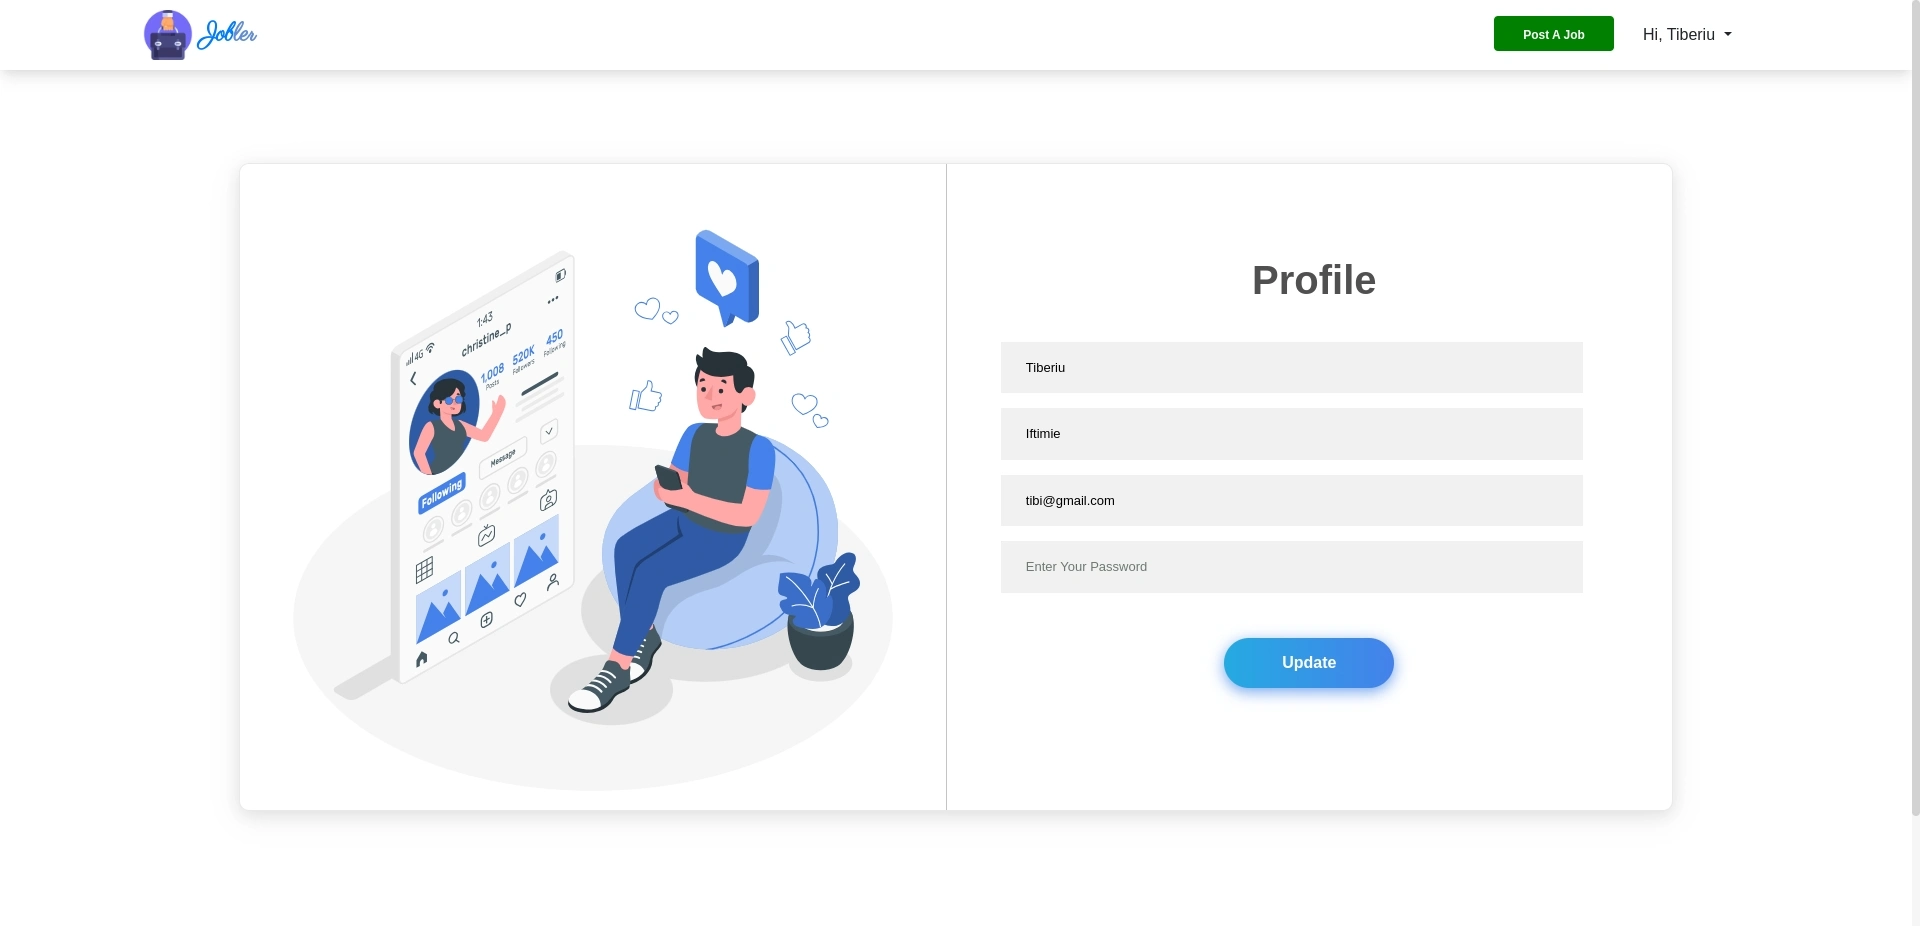 Jobler
Post A Job
Hi, Tiberiu
1:43
4G
christine_p
1,008
Posts
520K
Followers
450
Following
Following
Message
Profile
Tiberiu
Iftimie
tibi@gmail.com
Enter Your Password
Update